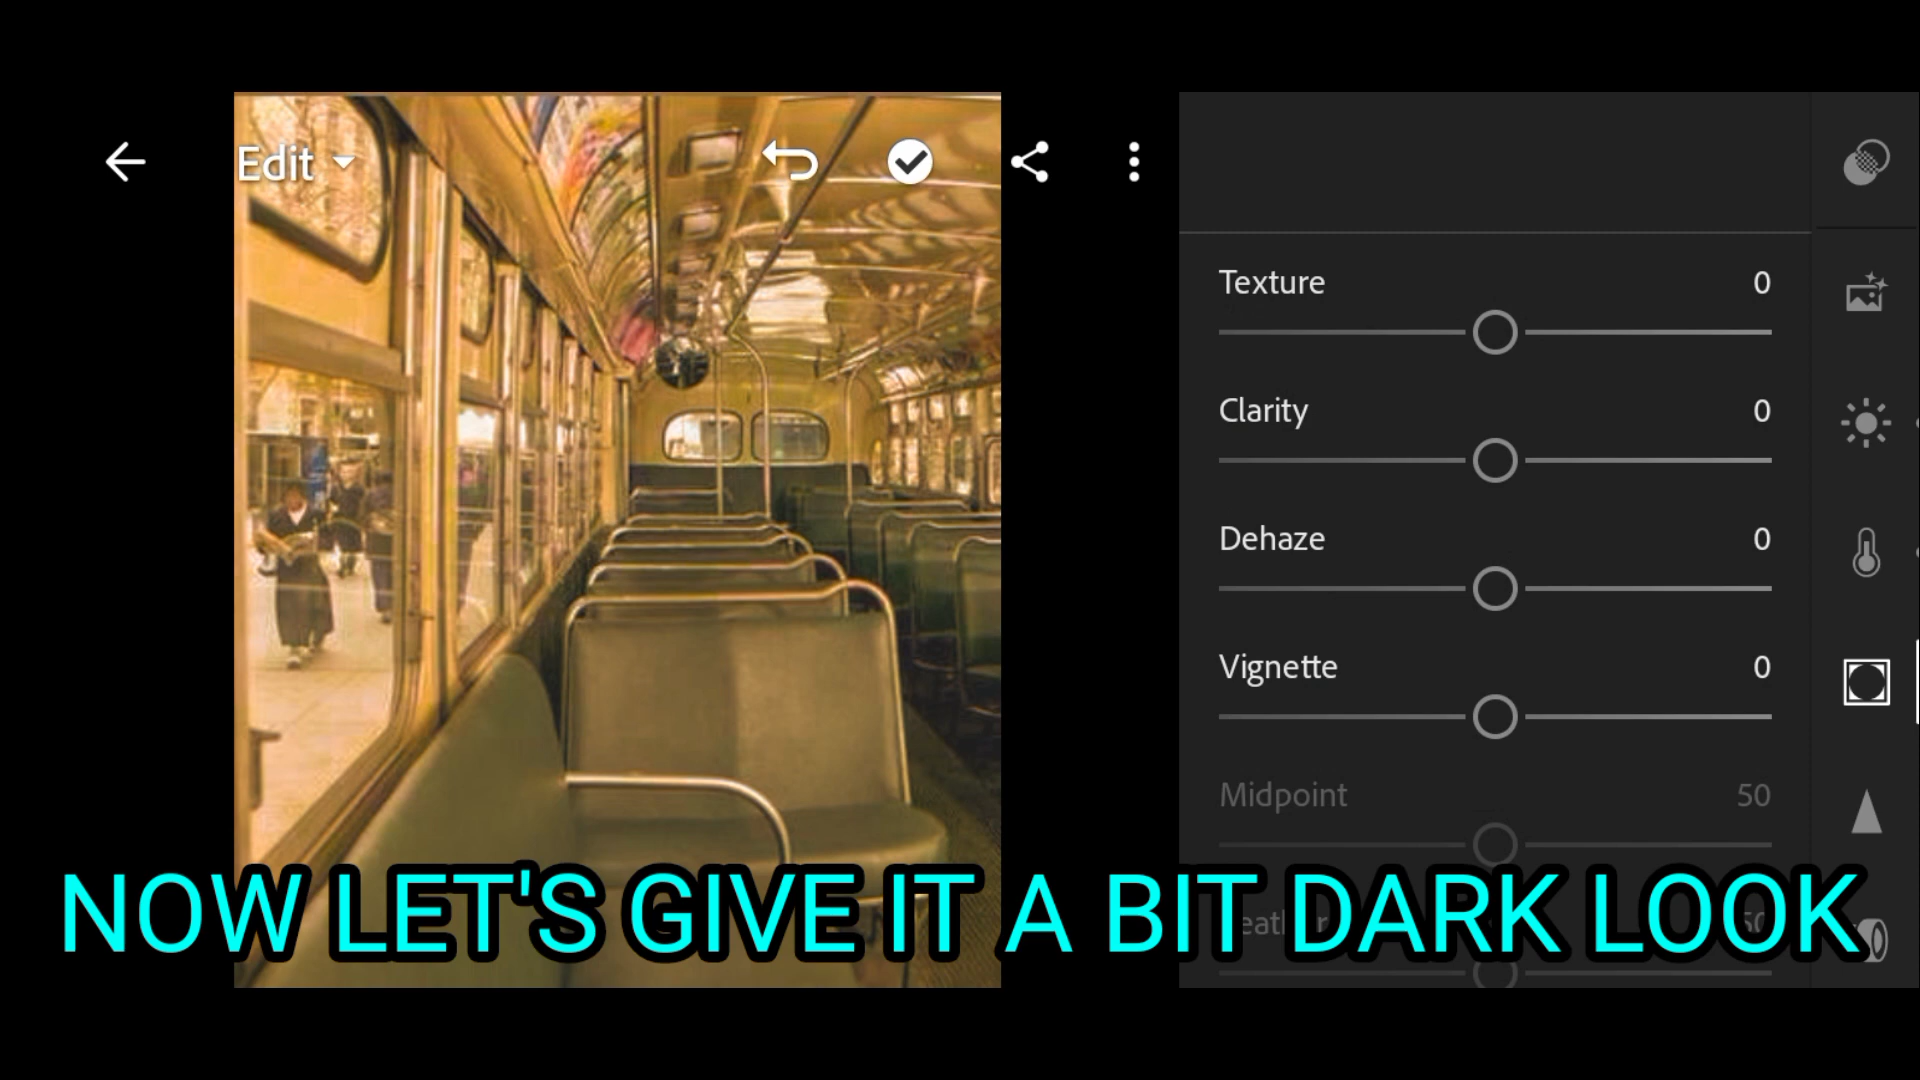 Edit
Texture 0
Clarity 0
Dehaze 0
Vignette 0
Midpoint 50
NOW LET'S GIVE IT A BIT DARK LOOK